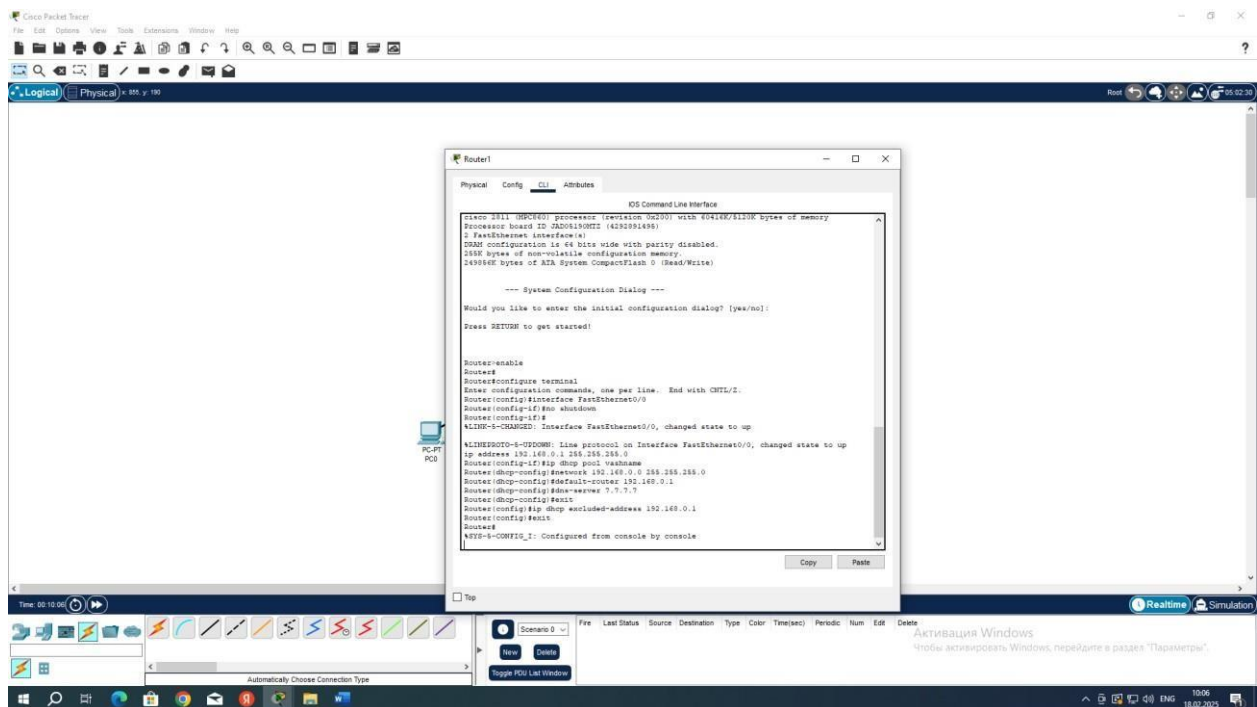 Cisco Packet Tracer
File Edit Options View Tools Extensions Window Help
?
Logical Physical x: 855, y: 190 Root 05:02:30
Router1
Physical Config CLI Attributes
IOS Command Line Interface
cisco 2811 (MPC860) processor (revision 0x200) with 60416K/5120K bytes of memory
Processor board ID JAD05190MTZ (4292891495)
2 FastEthernet interface(s)
DRAM configuration is 64 bits wide with parity disabled.
255K bytes of non-volatile configuration memory.
249856K bytes of ATA System CompactFlash 0 (Read/Write)
--- System Configuration Dialog ---
Would you like to enter the initial configuration dialog? [yes/no]:
Press RETURN to get started!
Router>enable
Router#
Router#configure terminal
Enter configuration commands, one per line. End with CNTL/Z.
Router(config)#interface FastEthernet0/0
Router(config-if)#no shutdown
Router(config-if)#
%LINK-5-CHANGED: Interface FastEthernet0/0, changed state to up
%LINEPROTO-5-UPDOWN: Line protocol on Interface FastEthernet0/0, changed state to up
ip address 192.168.0.1 255.255.255.0
Router(config-if)#ip dhcp pool vashname
Router(dhcp-config)#network 192.168.0.0 255.255.255.0
Router(dhcp-config)#default-router 192.168.0.1
Router(dhcp-config)#dns-server 7.7.7.7
Router(dhcp-config)#exit
Router(config)#ip dhcp excluded-address 192.168.0.1
Router(config)#exit
Router#
%SYS-5-CONFIG_I: Configured from console by console
PC-PT
PC0
Copy Paste
Top
Time: 00:10:06 Realtime Simulation
Scenario 0 Fire Last Status Source Destination Type Color Time(sec) Periodic Num Edit Delete
New Delete
Toggle PDU List Window
Automatically Choose Connection Type
Активация Windows
Чтобы активировать Windows, перейдите в раздел "Параметры".
ENG 10:06
18.02.2025